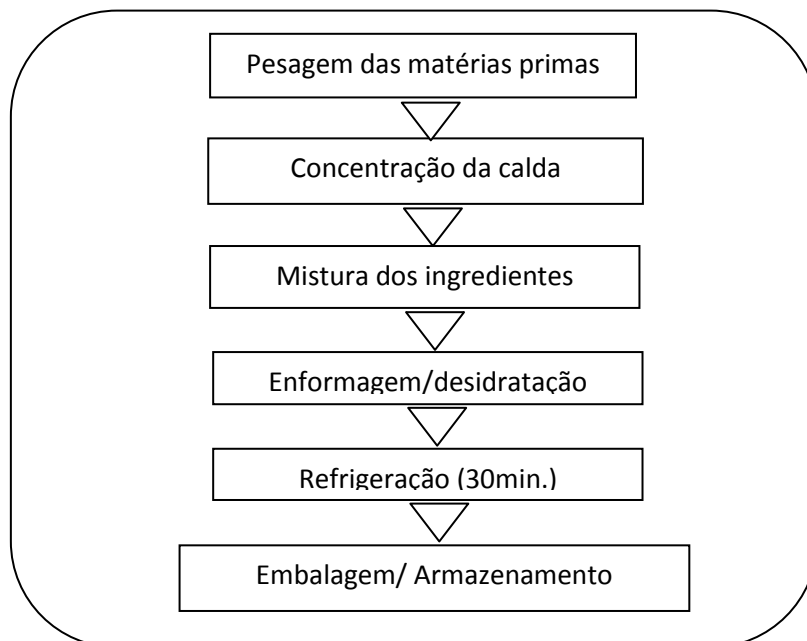 Pesagem das matérias primas
Concentração da calda
Mistura dos ingredientes
Enformagem/desidratação
Refrigeração (30min.)
Embalagem/ Armazenamento